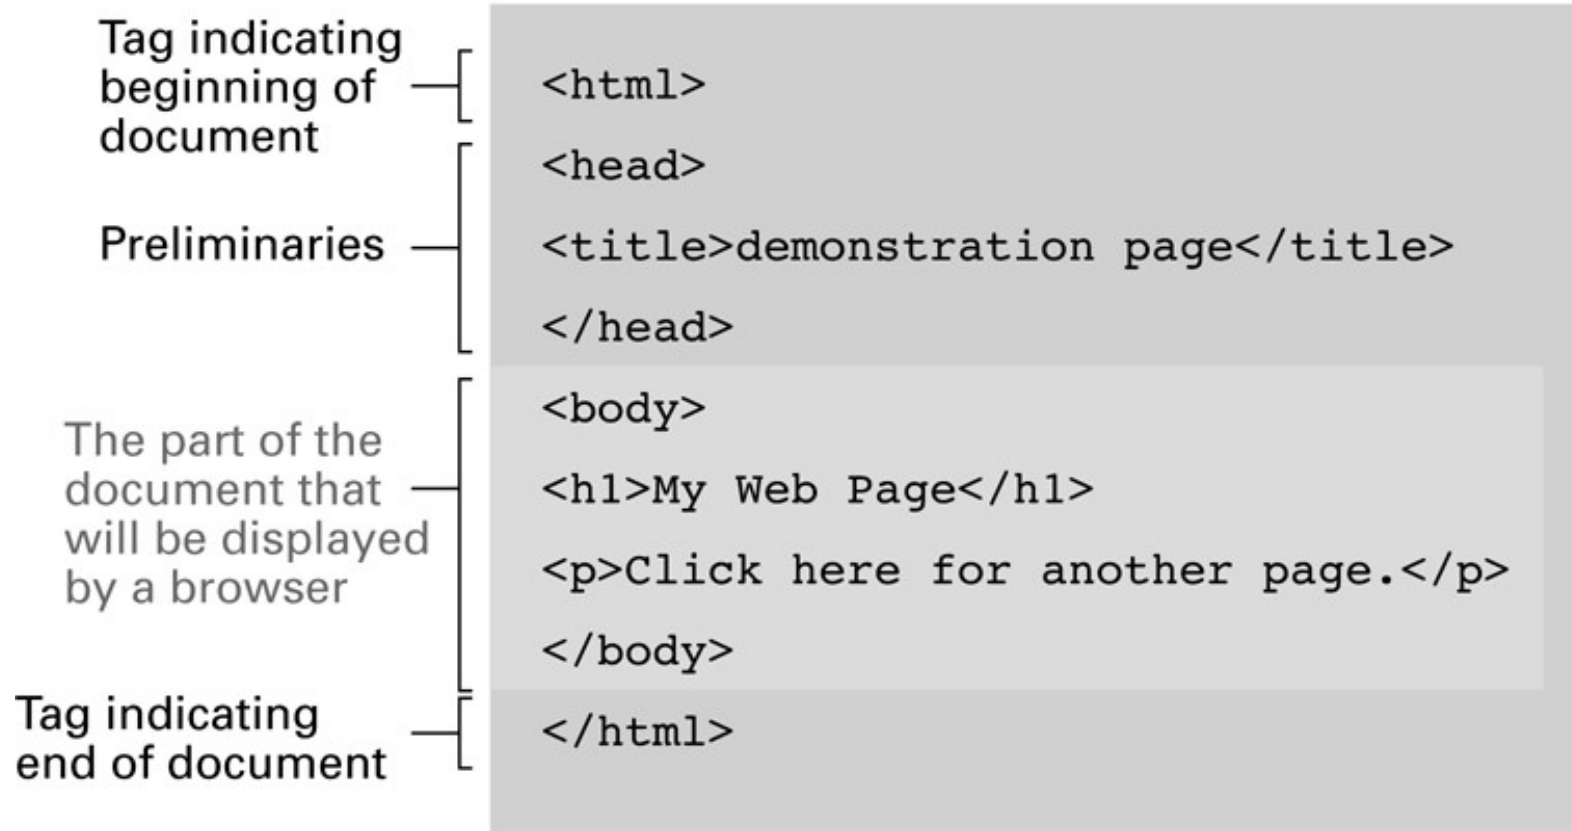 Tag indicating
beginning of
document
<html>
<head>
Preliminaries
<title>demonstration page</title>
</head>
<body>
The part of the
document that
will be displayed
by a browser
<h1>My Web Page</h1>
<p>Click here for another page.</p>
</body>
Tag indicating
end of document
</html>